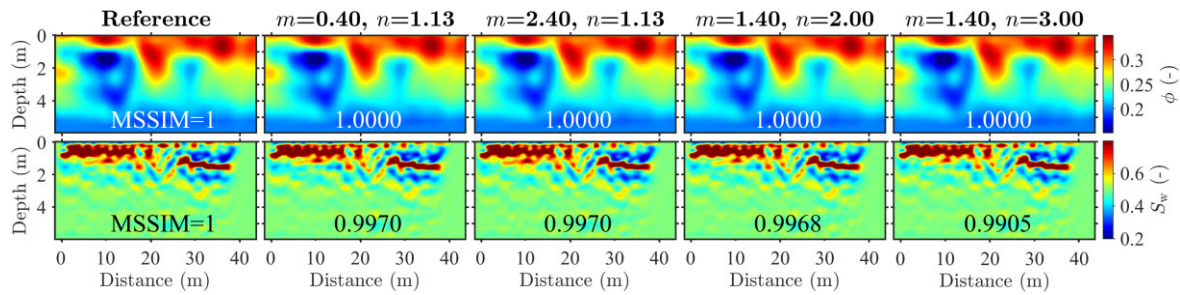 Reference m=0.40, n=1.13 m=2.40, n=1.13 m=1.40, n=2.00 m=1.40, n=3.00
Depth (m)
0
2
4
MSSIM=1 1.0000 1.0000 1.0000 1.0000
0.3
0.25
0.2
ϕ (-)
Depth (m)
0
2
4
MSSIM=1 0.9970 0.9970 0.9968 0.9905
0.6
0.4
0.2
Sw (-)
0 10 20 30 40 0 10 20 30 40 0 10 20 30 40 0 10 20 30 40 0 10 20 30 40
Distance (m) Distance (m) Distance (m) Distance (m) Distance (m)